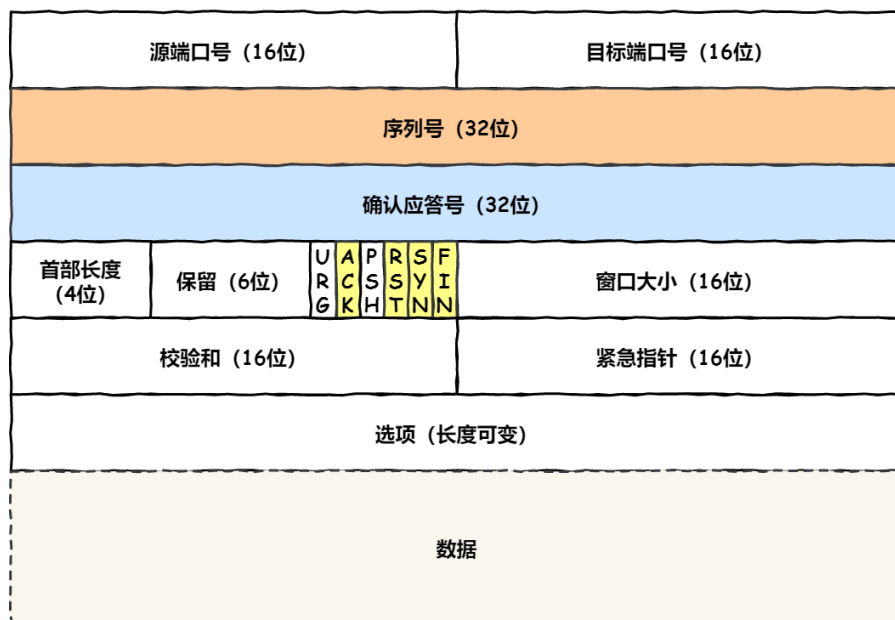 源端口号（16位）
目标端口号（16位）
序列号（32位）
确认应答号（32位）
首部长度
（4位）
保留（6位）
URG
ACK
PSH
RST
SYN
FIN
窗口大小（16位）
校验和（16位）
紧急指针（16位）
选项（长度可变）
数据